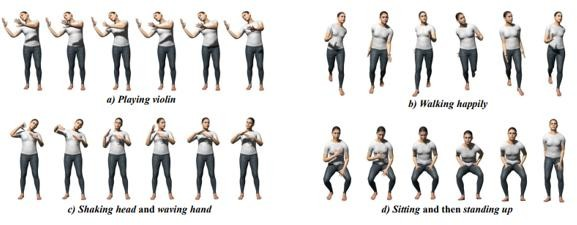 a) Playing violin
b) Walking happily
c) Shaking head and waving hand
d) Sitting and then standing up